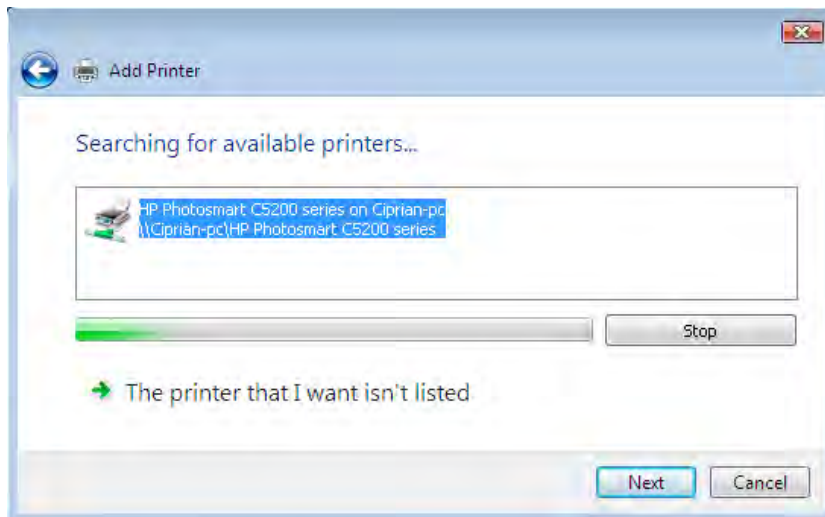 Add Printer
Searching for available printers...
HP Photosmart C5200 series on Ciprian-pc
\\Ciprian-pc\HP Photosmart C5200 series
Stop
The printer that I want isn't listed
Next
Cancel